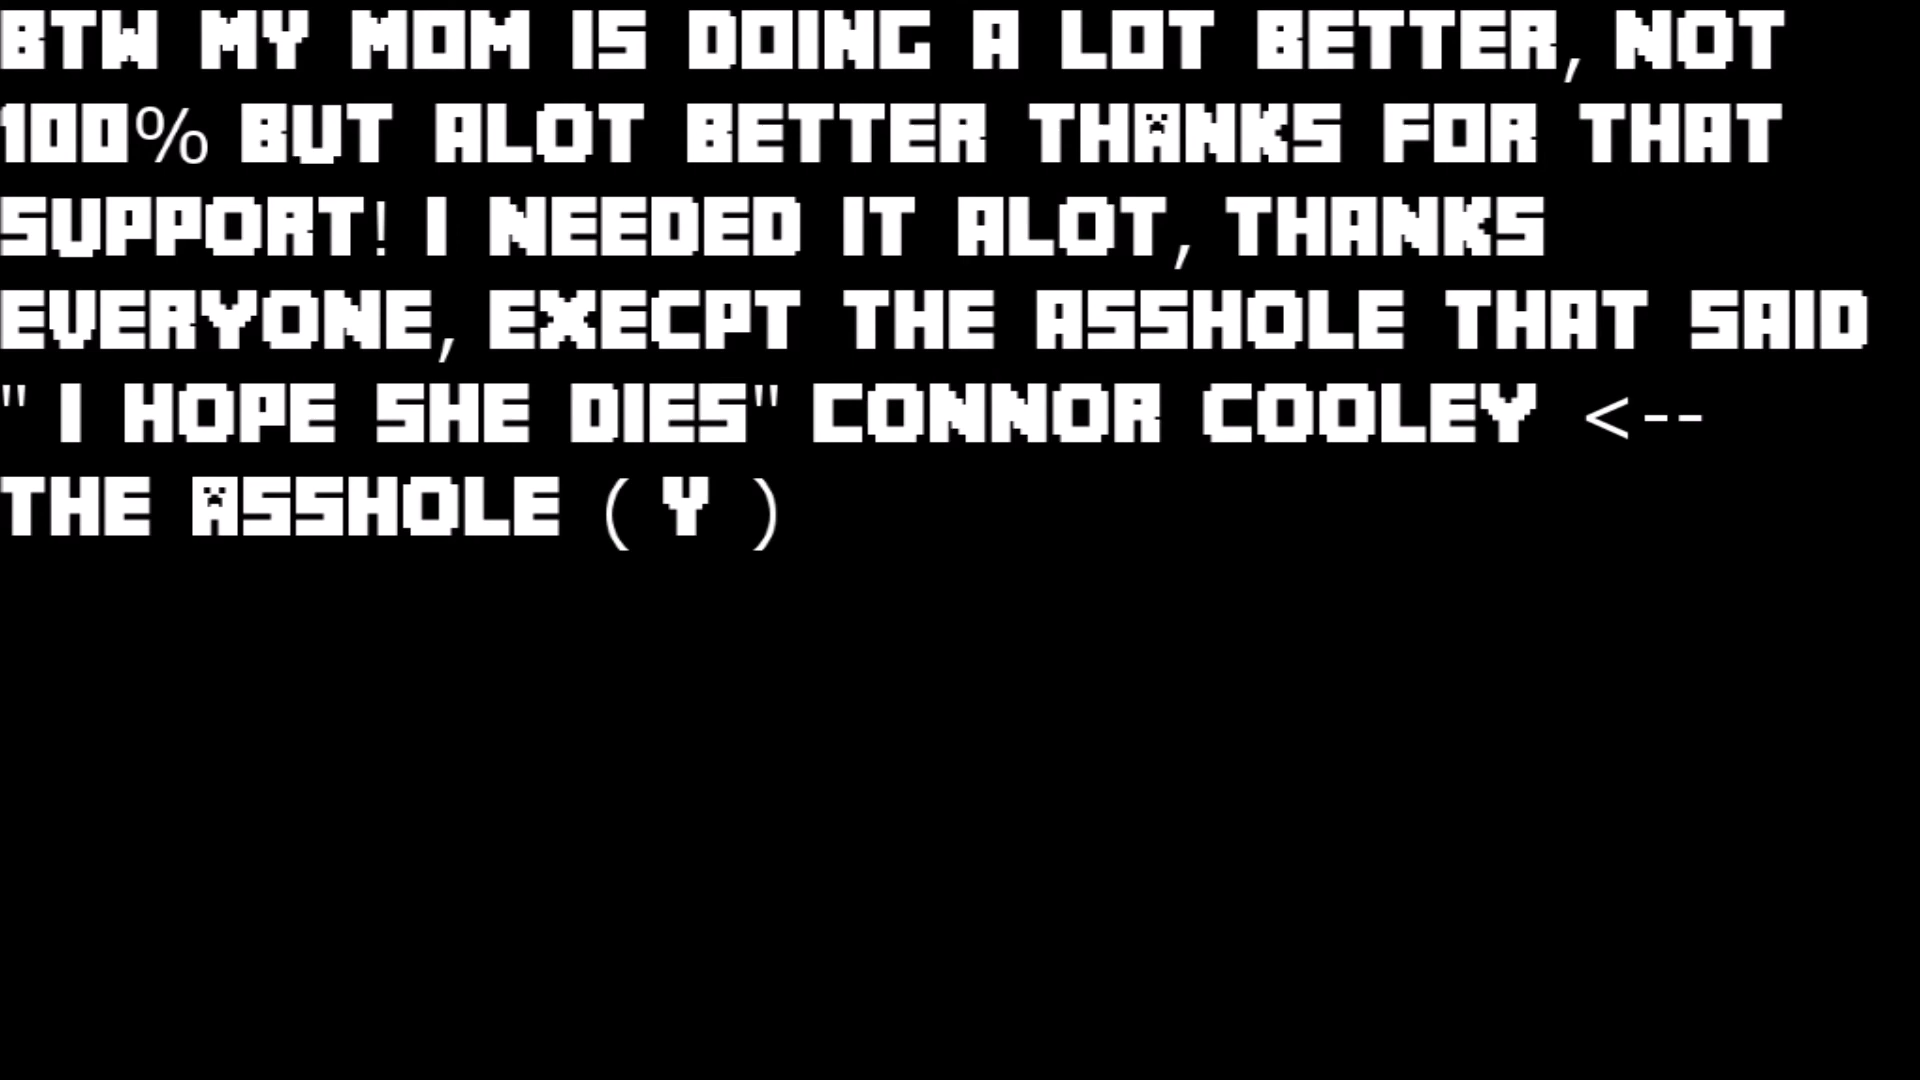 BTW MY MOM IS DOING A LOT BETTER, NOT
100% BUT ALOT BETTER THANKS FOR THAT
SUPPORT! I NEEDED IT ALOT, THANKS
EVERYONE, EXECPT THE ASSHOLE THAT SAID
" I HOPE SHE DIES" CONNOR COOLEY <--
THE ASSHOLE ( Y )